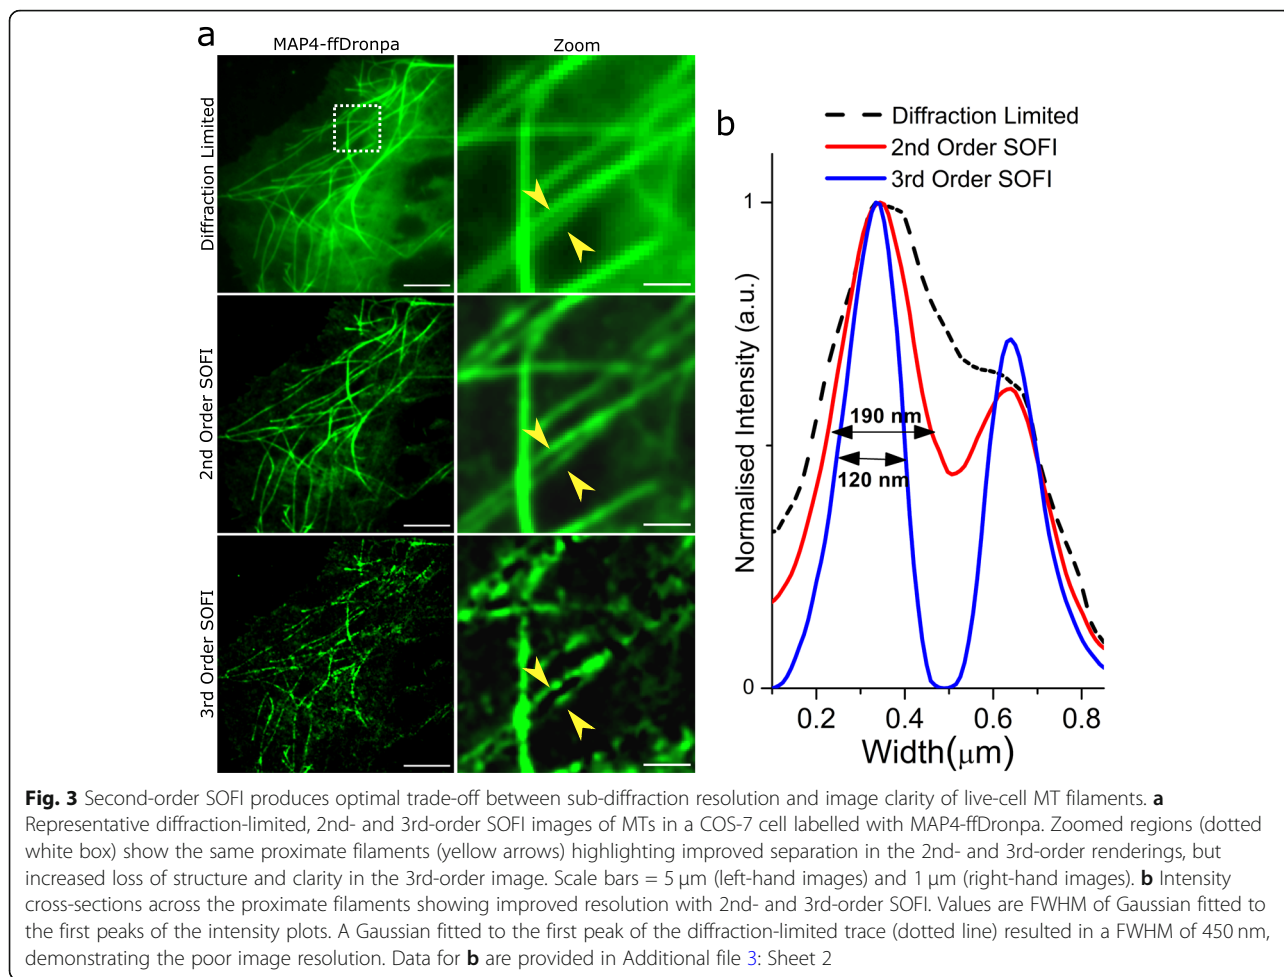 a
MAP4-ffDronpa
Zoom
Diffraction Limited
2nd Order SOFI
3rd Order SOFI
b
Diffraction Limited
2nd Order SOFI
3rd Order SOFI
Normalised Intensity (a.u.)
1
0
190 nm
120 nm
0.2 0.4 0.6 0.8
Width(μm)
Fig. 3 Second-order SOFI produces optimal trade-off between sub-diffraction resolution and image clarity of live-cell MT filaments. a
Representative diffraction-limited, 2nd- and 3rd-order SOFI images of MTs in a COS-7 cell labelled with MAP4-ffDronpa. Zoomed regions (dotted
white box) show the same proximate filaments (yellow arrows) highlighting improved separation in the 2nd- and 3rd-order renderings, but
increased loss of structure and clarity in the 3rd-order image. Scale bars = 5 μm (left-hand images) and 1 μm (right-hand images). b Intensity
cross-sections across the proximate filaments showing improved resolution with 2nd- and 3rd-order SOFI. Values are FWHM of Gaussian fitted to
the first peaks of the intensity plots. A Gaussian fitted to the first peak of the diffraction-limited trace (dotted line) resulted in a FWHM of 450 nm,
demonstrating the poor image resolution. Data for b are provided in Additional file 3: Sheet 2